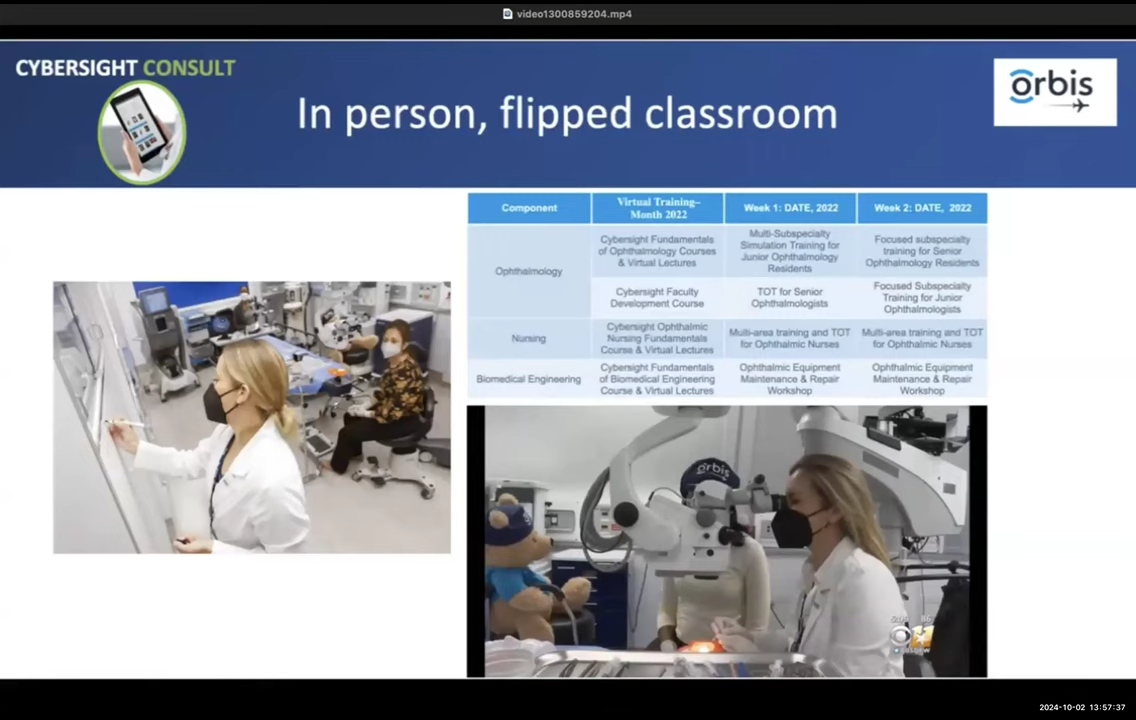 video1300859204.mp4
CYBERSIGHT CONSULT
In person, flipped classroom
orbis
Component
Virtual Training–
Month 2022
Week 1: DATE, 2022
Week 2: DATE, 2022
Ophthalmology
Cybersight Fundamentals
of Ophthalmology Courses
& Virtual Lectures
Multi-Subspecialty
Simulation Training for
Junior Ophthalmology
Residents
Focused subspecialty
training for Senior
Ophthalmology Residents
Cybersight Faculty
Development Course
TOT for Senior
Ophthalmologists
Focused Subspecialty
Training for Junior
Ophthalmologists
Nursing
Cybersight Ophthalmic
Nursing Fundamentals
Course & Virtual Lectures
Multi-area training and TOT
for Ophthalmic Nurses
Multi-area training and TOT
for Ophthalmic Nurses
Biomedical Engineering
Cybersight Fundamentals
of Biomedical Engineering
Course & Virtual Lectures
Ophthalmic Equipment
Maintenance & Repair
Workshop
Ophthalmic Equipment
Maintenance & Repair
Workshop
orbis
2024-10-02 13:57:37